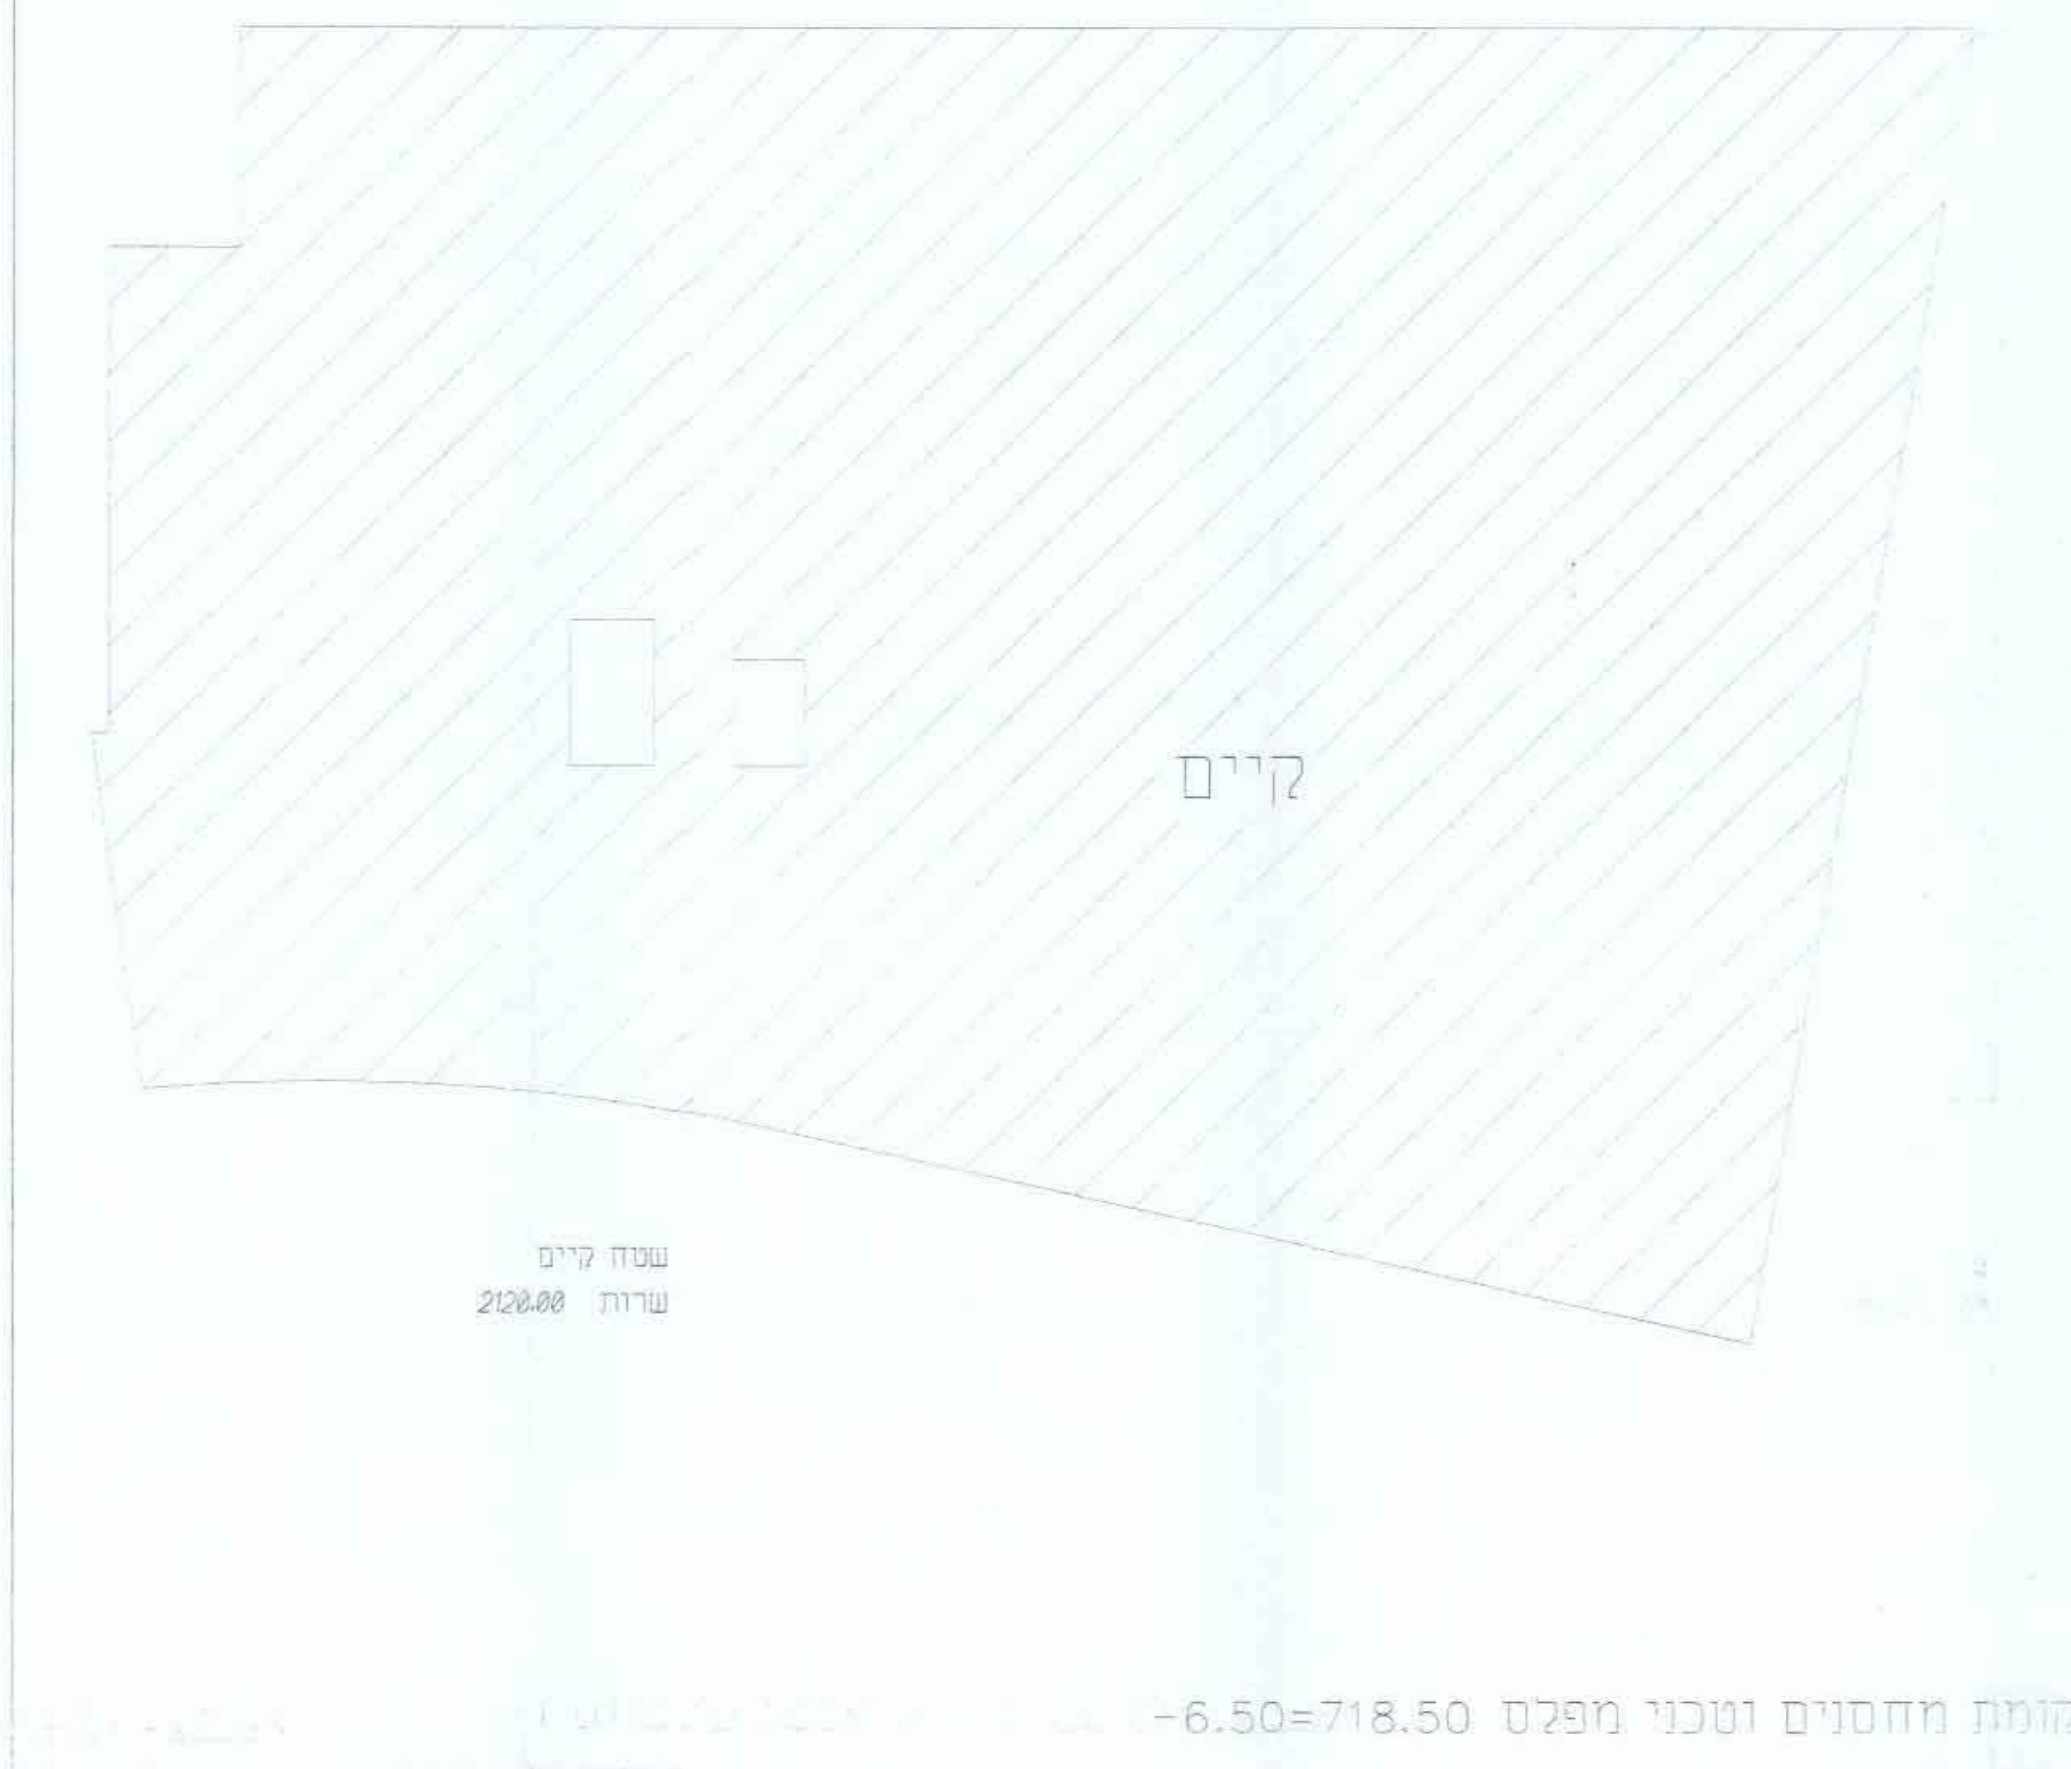 קיים
שטח קיים
שרות 2120.00
קומת מחסנים וטכני מפלס 718.50=6.50-